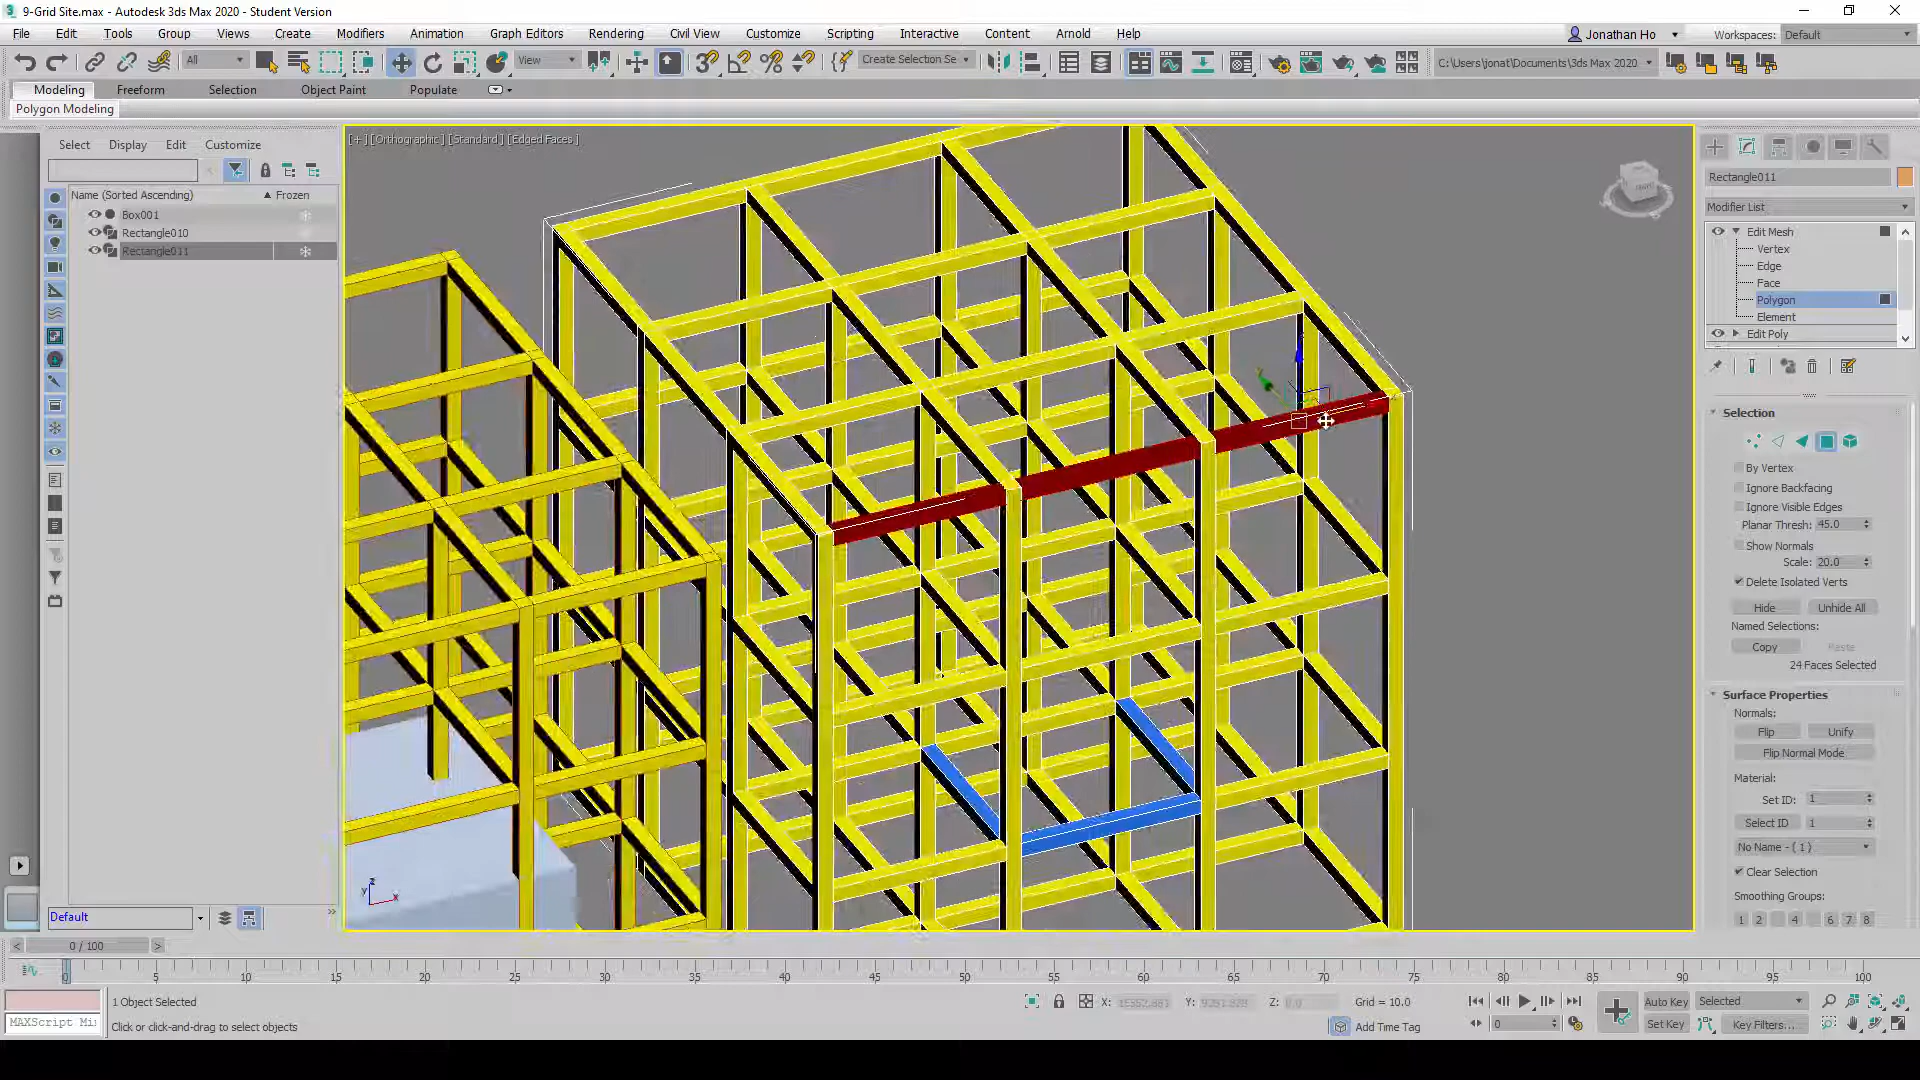 9-Grid Site.max - Autodesk 3ds Max 2020 - Student Version
File Edit Tools Group Views Create Modifiers Animation Graph Editors Rendering Civil View Customize Scripting Interactive Content Arnold Help
Jonathan Ho Workspaces: Default
All View Create Selection Se C:\Users\jonat\Documents\3ds Max 2020
Modeling Freeform Selection Object Paint Populate
Polygon Modeling
Select Display Edit Customize
[+] [Orthographic] [Standard] [Edged Faces]
Name (Sorted Ascending) Frozen
Box001
Rectangle010
Rectangle011
Rectangle011
Modifier List
Edit Mesh
Vertex
Edge
Face
Polygon
Element
Edit Poly
Selection
By Vertex
Ignore Backfacing
Ignore Visible Edges
Planar Thresh: 45.0
Show Normals
Scale: 20.0
Delete Isolated Verts
Hide Unhide All
Named Selections:
Copy Paste
24 Faces Selected
Surface Properties
Normals:
Flip Unify
Flip Normal Mode
Material:
Set ID: 1
Select ID 1
No Name - ( 1 )
Clear Selection
Smoothing Groups:
1 2 4 6 7 8
z
y
x
Default
0 / 100
0 5 10 15 20 25 30 35 40 45 50 55 60 65 70 75 80 85 90 95 100
1 Object Selected
X: Y: Z: 0.0 Grid = 10.0
Auto Key Selected
MAXScript Mi
Click or click-and-drag to select objects
Add Time Tag
0
Set Key Key Filters...